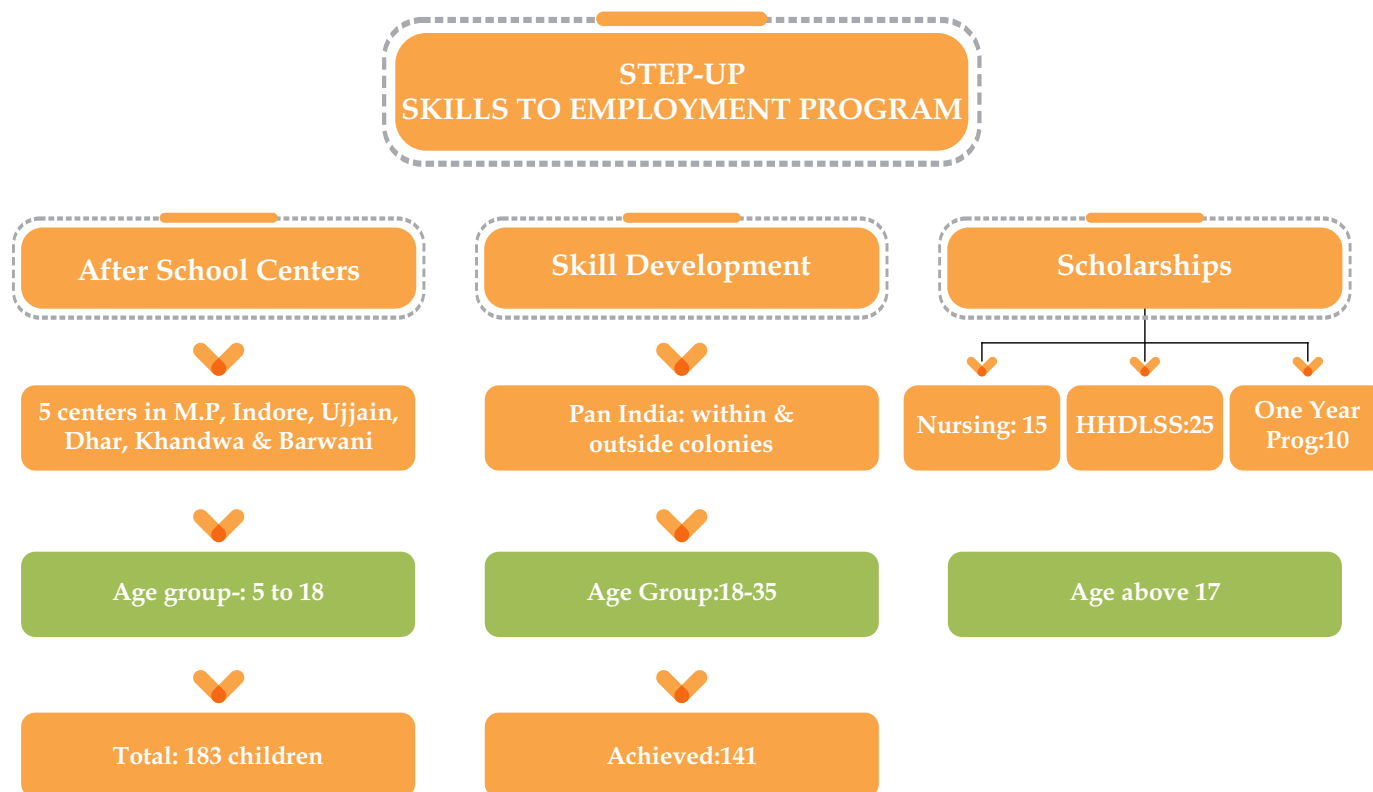 STEP-UP
SKILLS TO EMPLOYMENT PROGRAM
After School Centers
Skill Development
Scholarships
5 centers in M.P, Indore, Ujjain,
Dhar, Khandwa & Barwani
Pan India: within &
outside colonies
Nursing: 15
HHDLSS:25
One Year
Prog:10
Age group-: 5 to 18
Age Group:18-35
Age above 17
Total: 183 children
Achieved:141